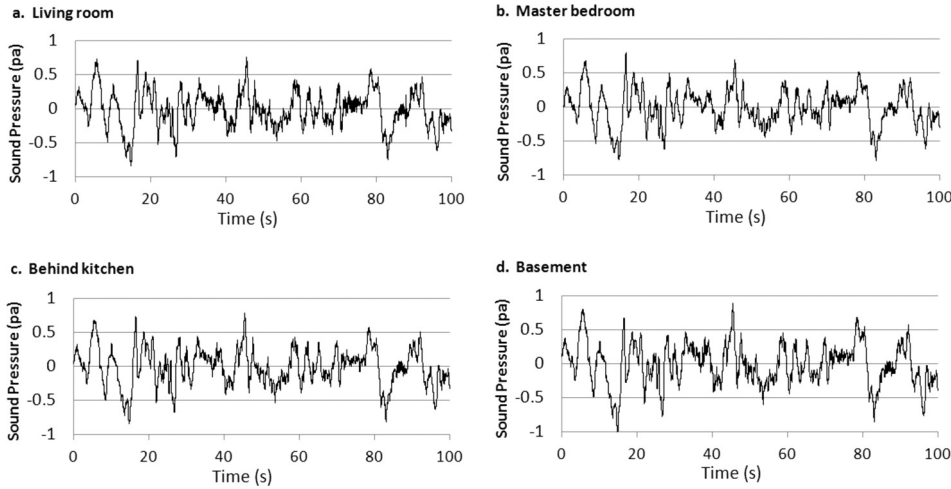 a. Living room
b. Master bedroom
Sound Pressure (pa)
1
0.5
0
-0.5
-1
0 20 40 60 80 100
Time (s)
Sound Pressure (pa)
1
0.5
0
-0.5
-1
0 20 40 60 80 100
Time (s)
c. Behind kitchen
d. Basement
Sound Pressure (pa)
1
0.5
0
-0.5
-1
0 20 40 60 80 100
Time (s)
Sound Pressure (pa)
1
0.5
0
-0.5
-1
0 20 40 60 80 100
Time (s)